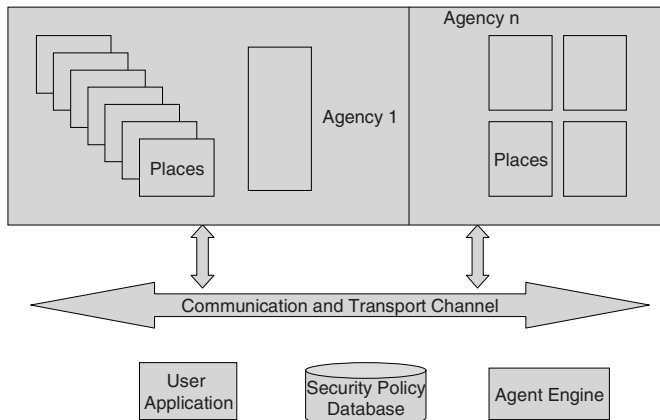 Agency n
Agency 1
Places
Places
Communication and Transport Channel
User
Application
Security Policy
Database
Agent Engine